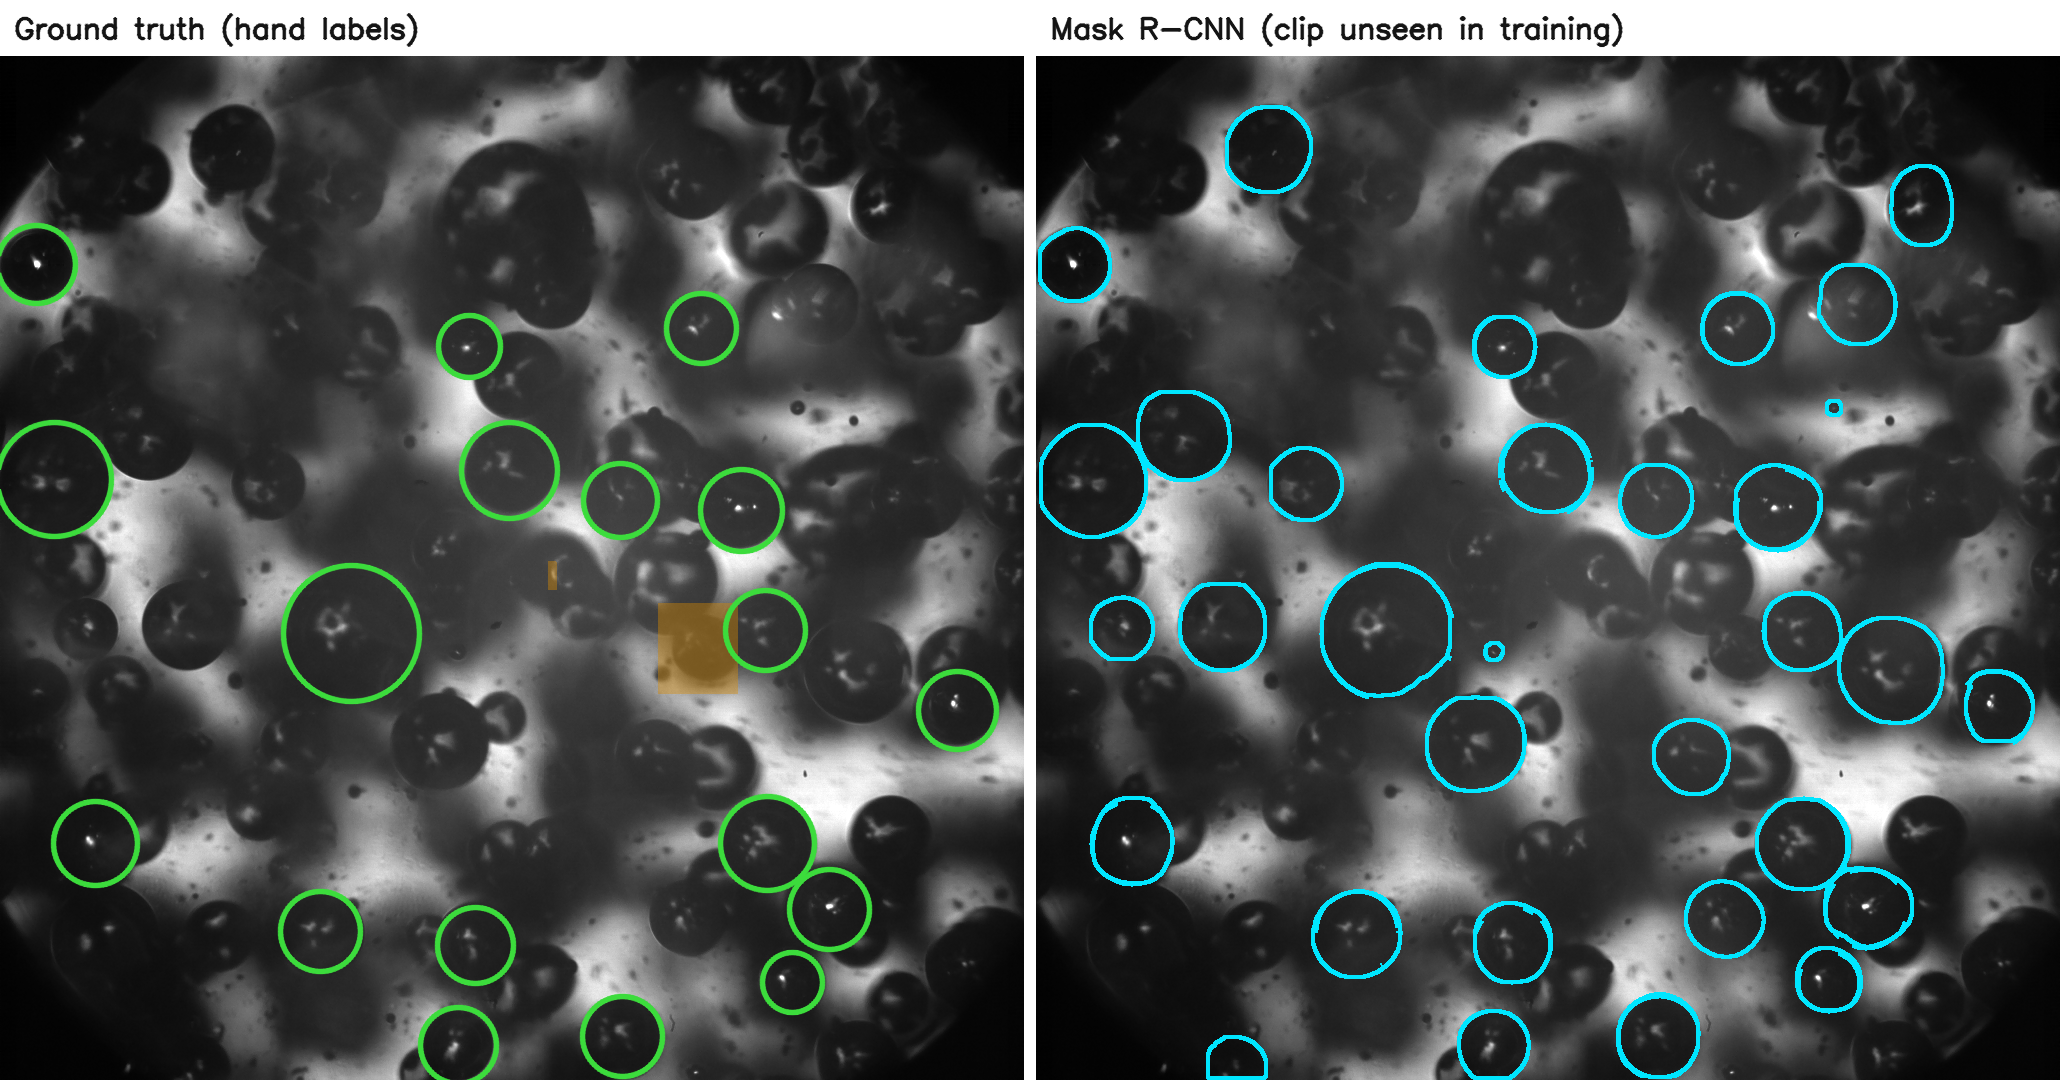 Ground truth (hand labels)
Mask R-CNN (clip unseen in training)